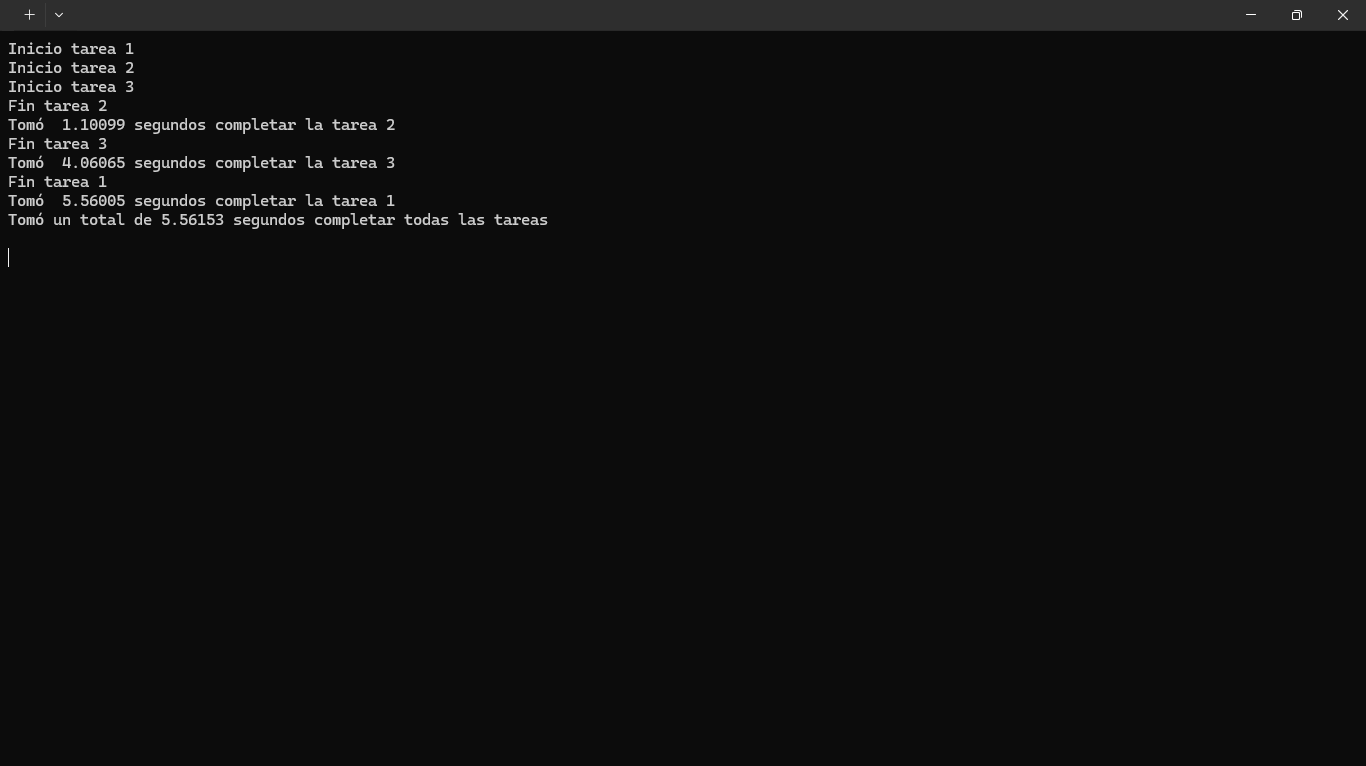 Inicio tarea 1
Inicio tarea 2
Inicio tarea 3
Fin tarea 2
Tomó  1.10099 segundos completar la tarea 2
Fin tarea 3
Tomó  4.06065 segundos completar la tarea 3
Fin tarea 1
Tomó  5.56005 segundos completar la tarea 1
Tomó un total de 5.56153 segundos completar todas las tareas